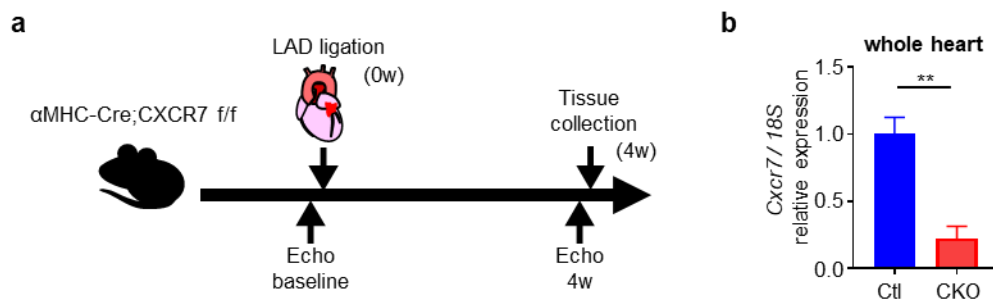 a
LAD ligation
(0w)
αMHC-Cre;CXCR7 f/f
Tissue
collection
(4w)
Echo
baseline
Echo
4w
b
whole heart
**
Cxcr7 / 18S
relative expression
1.5
1.0
0.5
0.0
Ctl
CKO